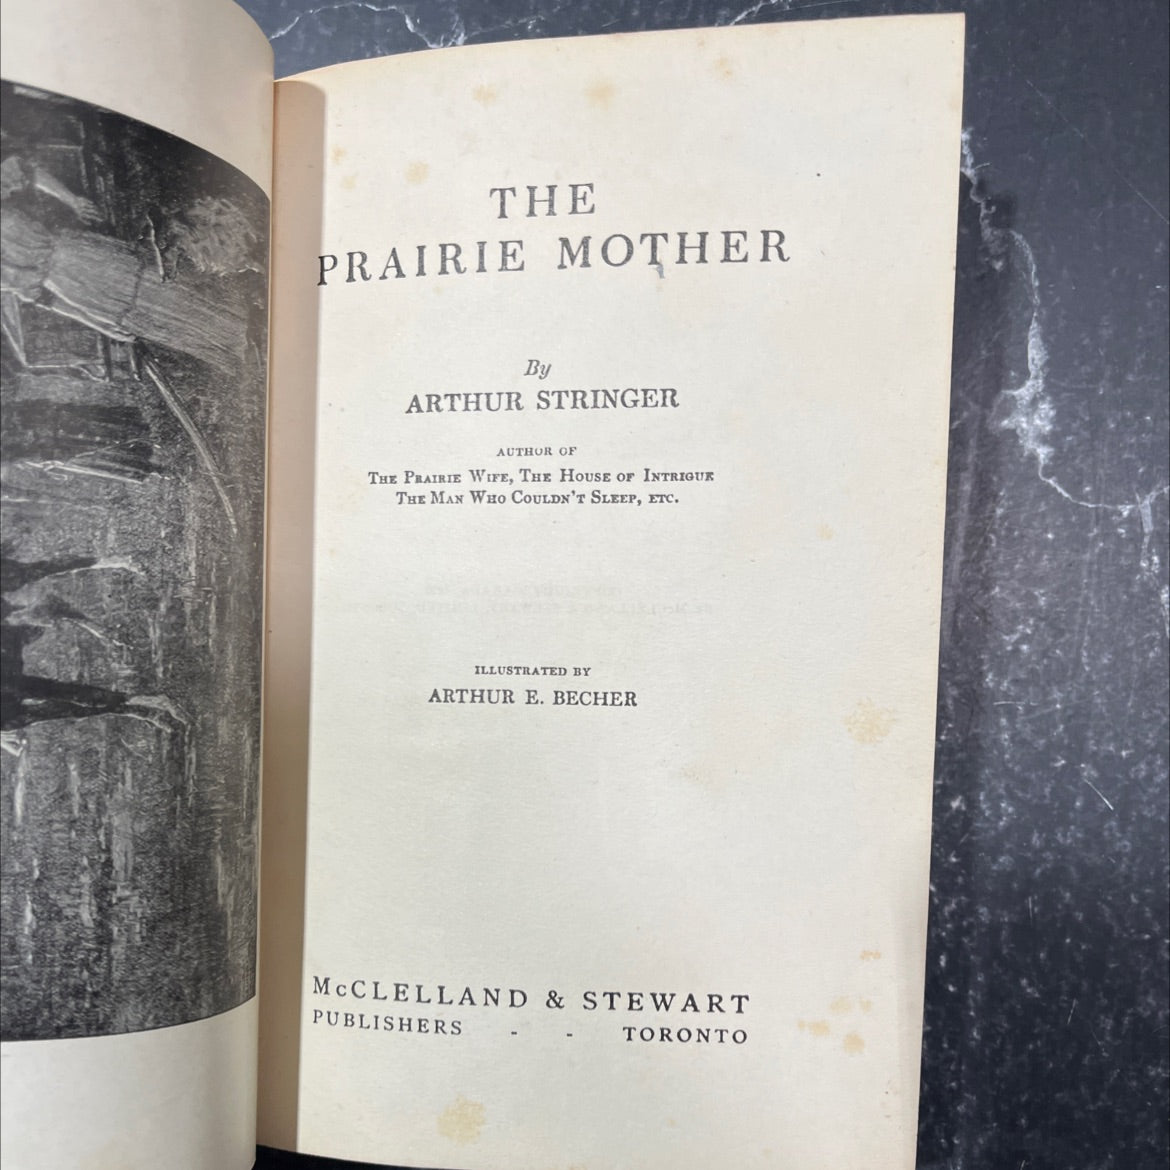 THE
PRAIRIE MOTHER
By
ARTHUR STRINGER
AUTHOR OF
THE PRAIRIE WIFE, THE HOUSE OF INTRIGUE
THE MAN WHO COULDN'T SLEEP, ETC.
ILLUSTRATED BY
ARTHUR E. BECHER
McCLELLAND & STEWART
PUBLISHERS - - TORONTO